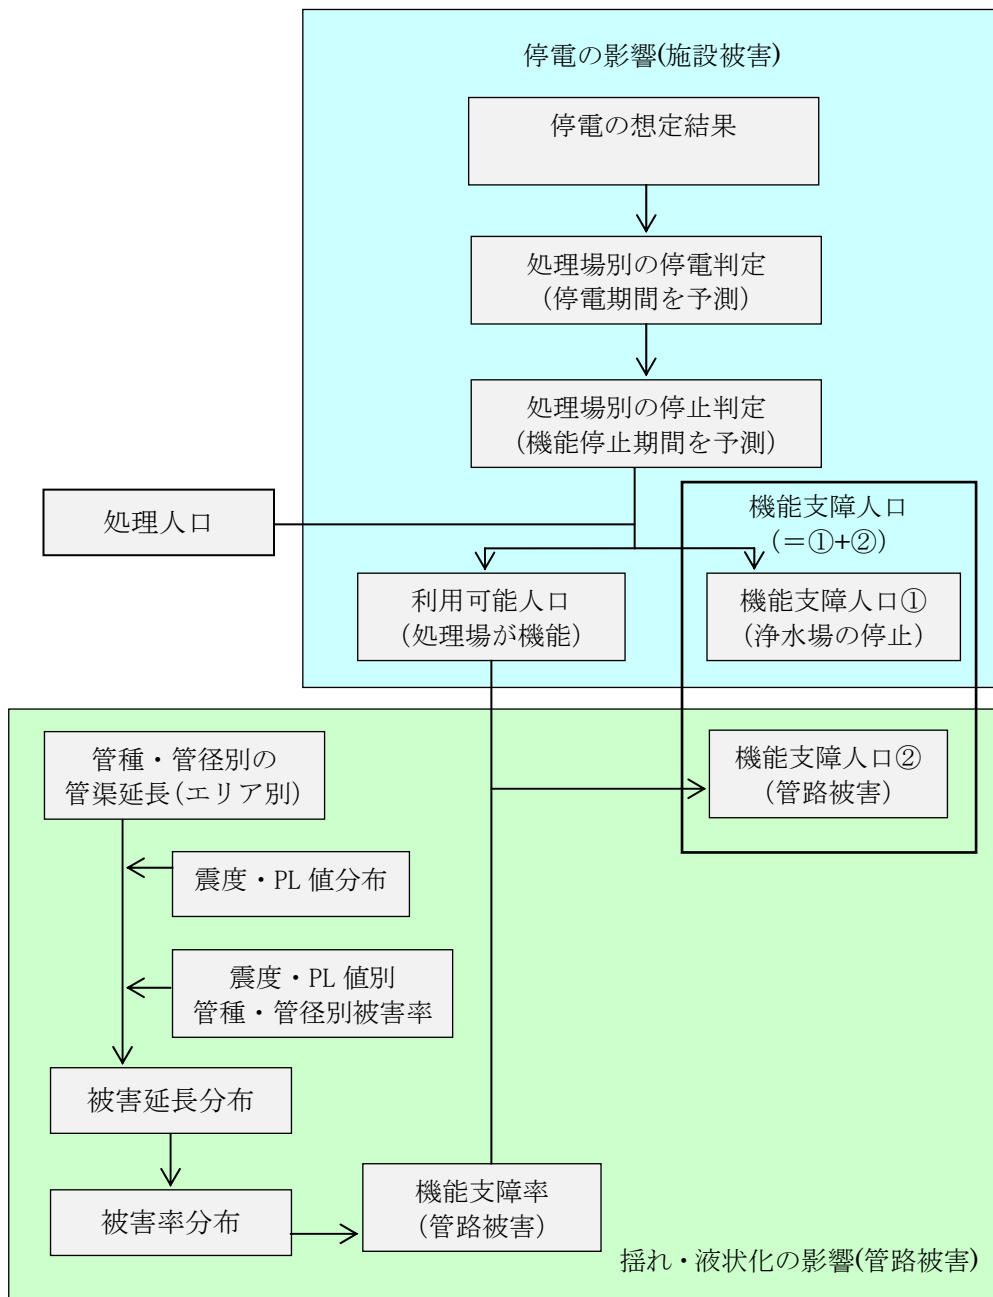 停電の影響(施設被害)
停電の想定結果
処理場別の停電判定
（停電期間を予測）
処理場別の停止判定
（機能停止期間を予測）
処理人口
機能支障人口
（＝①+②）
利用可能人口
（処理場が機能）
機能支障人口①
（浄水場の停止）
管種・管径別の
管渠延長（エリア別）
機能支障人口②
（管路被害）
震度・PL 値分布
震度・PL 値別
管種・管径別被害率
被害延長分布
被害率分布
機能支障率
（管路被害）
揺れ・液状化の影響(管路被害)